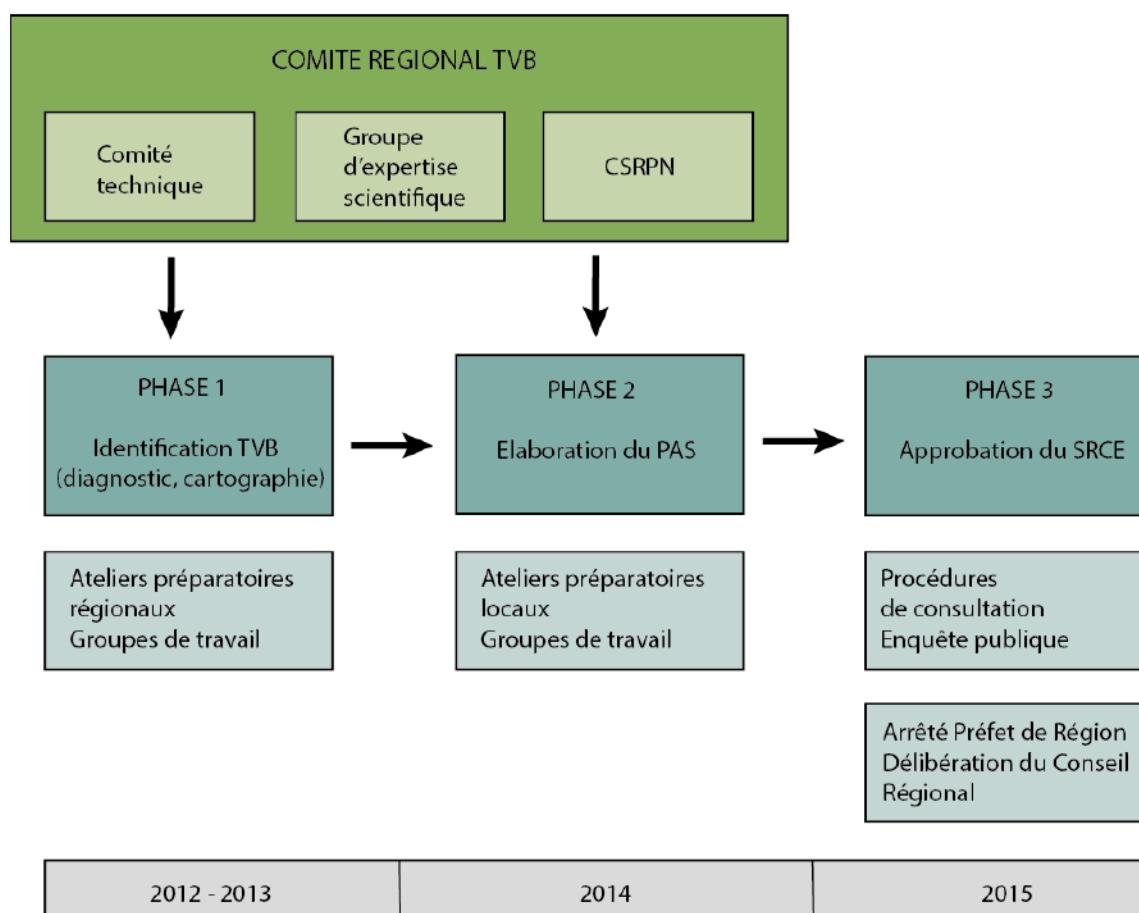 COMITE REGIONAL TVB
Comité
technique
Groupe
d'expertise
scientifique
CSRPN
PHASE 1
Identification TVB
(diagnostic, cartographie)
PHASE 2
Elaboration du PAS
PHASE 3
Approbation du SRCE
Ateliers préparatoires
régionaux
Groupes de travail
Ateliers préparatoires
locaux
Groupes de travail
Procédures
de consultation
Enquête publique
Arrêté Préfet de Région
Délibération du Conseil
Régional
2012 - 2013
2014
2015